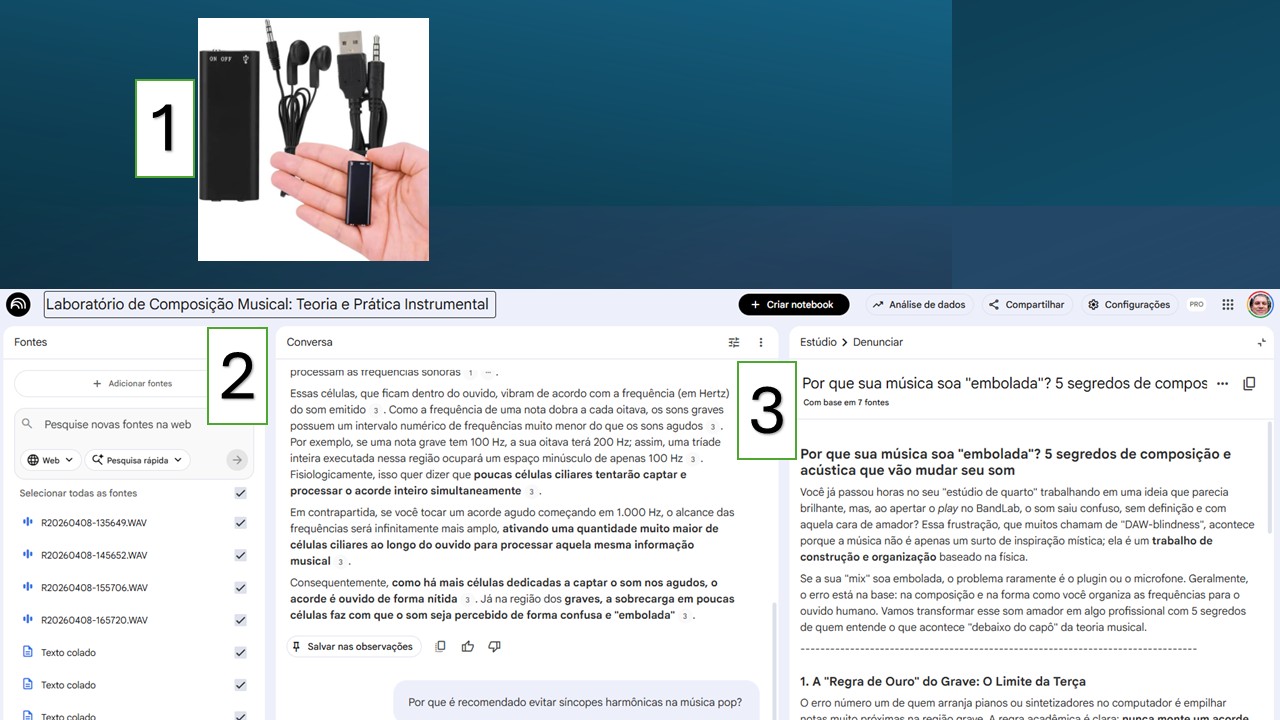 ON OFF
1
Laboratório de Composição Musical: Teoria e Prática Instrumental
Criar notebook
Análise de dados
Compartilhar
Configurações
PRO
Fontes
2
Adicionar fontes
Pesquise novas fontes na web
Web
Pesquisa rápida
Selecionar todas as fontes
R20260408-135649.WAV
R20260408-145652.WAV
R20260408-155706.WAV
R20260408-165720.WAV
Texto colado
Texto colado
Texto colado
Conversa
processam as frequências sonoras 1 ... .
Essas células, que ficam dentro do ouvido, vibram de acordo com a frequência (em Hertz)
do som emitido 3 . Como a frequência de uma nota dobra a cada oitava, os sons graves
possuem um intervalo numérico de frequências muito menor do que os sons agudos 3 .
Por exemplo, se uma nota grave tem 100 Hz, a sua oitava terá 200 Hz; assim, uma tríade
inteira executada nessa região ocupará um espaço minúsculo de apenas 100 Hz 3 .
Fisiologicamente, isso quer dizer que poucas células ciliares tentarão captar e
processar o acorde inteiro simultaneamente 3 .
Em contrapartida, se você tocar um acorde agudo começando em 1.000 Hz, o alcance das
frequências será infinitamente mais amplo, ativando uma quantidade muito maior de
células ciliares ao longo do ouvido para processar aquela mesma informação
musical 3 .
Consequentemente, como há mais células dedicadas a captar o som nos agudos, o
acorde é ouvido de forma nítida 3 . Já na região dos graves, a sobrecarga em poucas
células faz com que o som seja percebido de forma confusa e "embolada" 3 .
Salvar nas observações
Por que é recomendado evitar síncopes harmônicas na música pop?
Estúdio > Denunciar
3
Por que sua música soa "embolada"? 5 segredos de compos
Com base em 7 fontes
Por que sua música soa "embolada"? 5 segredos de composição e
acústica que vão mudar seu som
Você já passou horas no seu "estúdio de quarto" trabalhando em uma ideia que parecia
brilhante, mas, ao apertar o play no BandLab, o som saiu confuso, sem definição e com
aquela cara de amador? Essa frustração, que muitos chamam de "DAW-blindness", acontece
porque a música não é apenas um surto de inspiração mística; ela é um trabalho de
construção e organização baseado na física.
Se a sua "mix" soa embolada, o problema raramente é o plugin ou o microfone. Geralmente,
o erro está na base: na composição e na forma como você organiza as frequências para o
ouvido humano. Vamos transformar esse som amador em algo profissional com 5 segredos
de quem entende o que acontece "debaixo do capô" da teoria musical.
--------------------------------------------------------------------------------
1. A "Regra de Ouro" do Grave: O Limite da Terça
O erro número um de quem arranja pianos ou sintetizadores no computador é empilhar
notas muito próximas na região grave. A regra acadêmica é clara: nunca monte um acorde